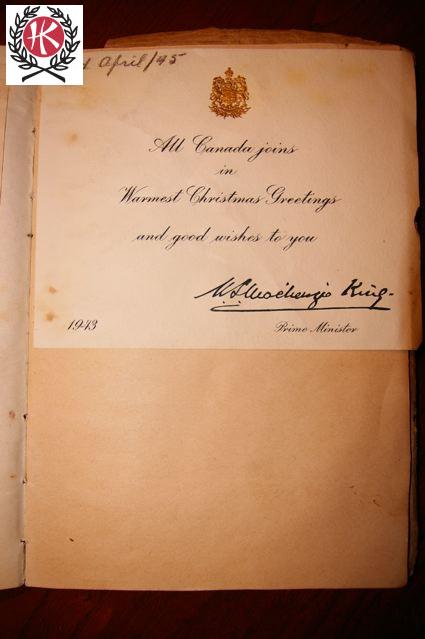 HK
April/45
All Canada joins
in
Warmest Christmas Greetings
and good wishes to you
W. L. Mackenzie King.
1943
Prime Minister